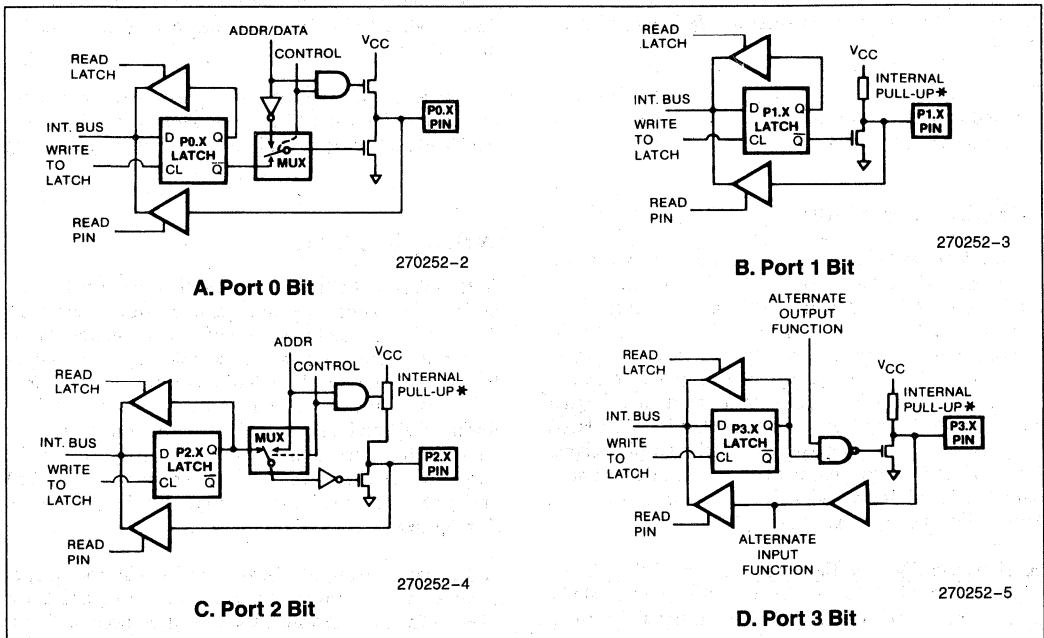 ADDR/DATA
CONTROL
VCC
READ
LATCH
INT. BUS
WRITE
TO
LATCH
D P0.X Q
LATCH
CL Q̅
MUX
P0.X
PIN
READ
PIN
270252-2
A. Port 0 Bit
READ
LATCH
VCC
INTERNAL
PULL-UP*
INT. BUS
WRITE
TO
LATCH
D P1.X Q
LATCH
CL Q̅
P1.X
PIN
READ
PIN
270252-3
B. Port 1 Bit
ADDR
CONTROL
VCC
INTERNAL
PULL-UP*
READ
LATCH
INT. BUS
WRITE
TO
LATCH
D P2.X Q
LATCH
CL Q̅
MUX
P2.X
PIN
READ
PIN
270252-4
C. Port 2 Bit
ALTERNATE
OUTPUT
FUNCTION
READ
LATCH
VCC
INTERNAL
PULL-UP*
INT. BUS
WRITE
TO
LATCH
D P3.X Q
LATCH
CL Q̅
P3.X
PIN
READ
PIN
ALTERNATE
INPUT
FUNCTION
270252-5
D. Port 3 Bit